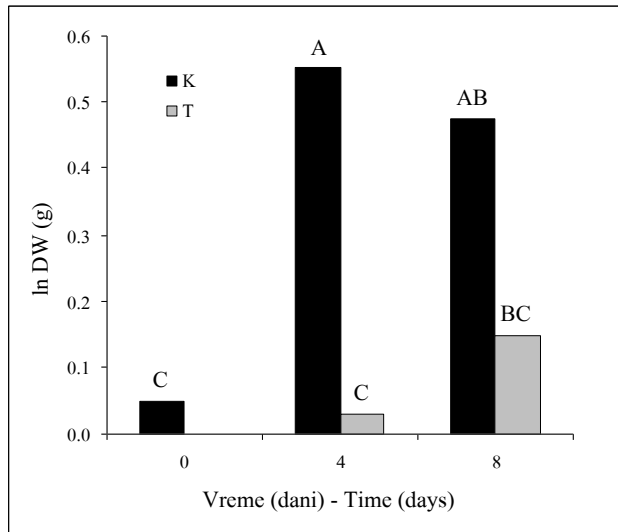 0.6
0.5
0.4
0.3
0.2
0.1
0.0
ln DW (g)
K
T
C
A
C
AB
BC
0 4 8
Vreme (dani) - Time (days)